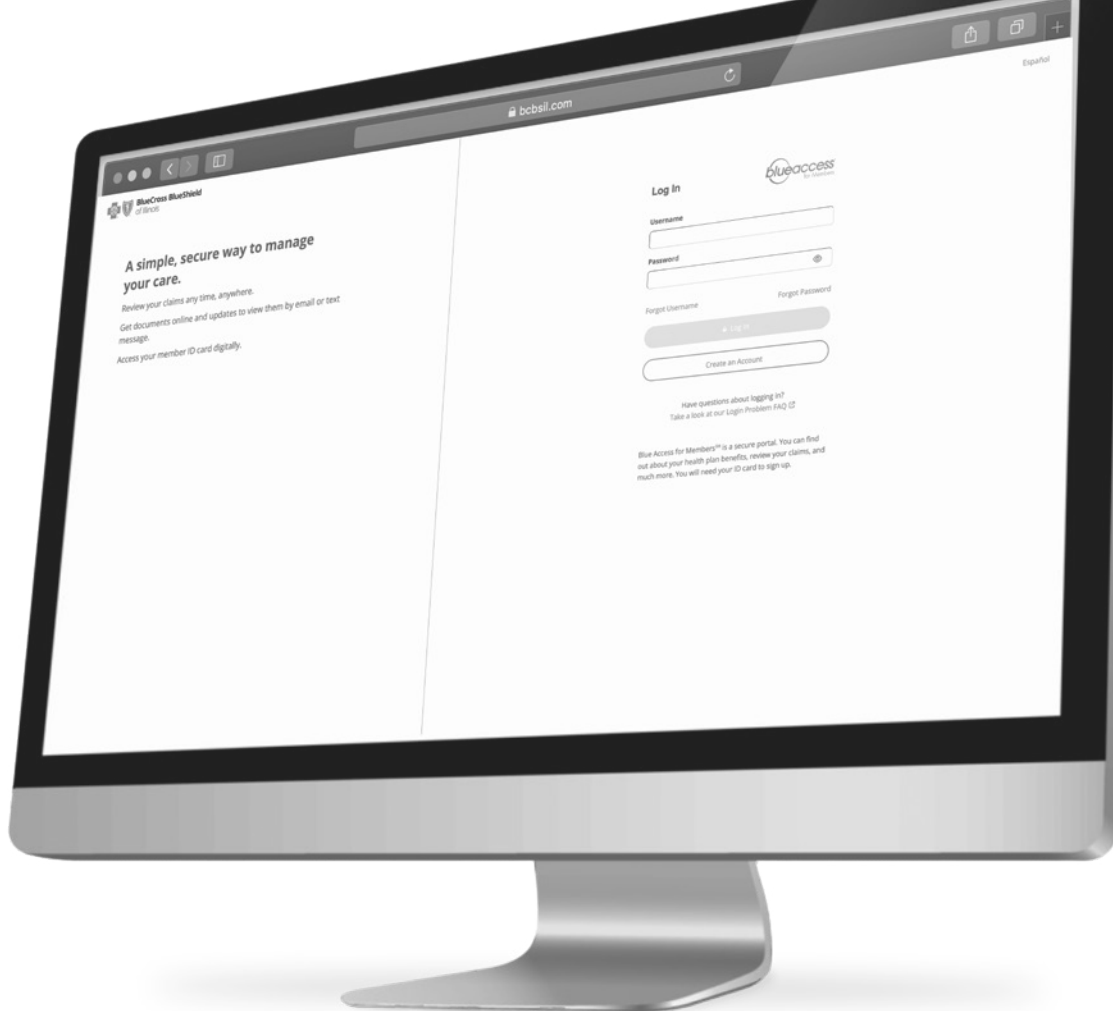 bcbsil.com
Español
BlueCross BlueShield
of Illinois
A simple, secure way to manage
your care.
Review your claims any time, anywhere.
Get documents online and updates to view them by email or text
message.
Access your member ID card digitally.
blueaccess
for members
Log In
Username
Password
Forgot Username
Forgot Password
Log In
Create an Account
Have questions about logging in?
Take a look at our Login Problem FAQ
Blue Access for Members℠ is a secure portal. You can find
out about your health plan benefits, review your claims, and
much more. You will need your ID card to sign up.